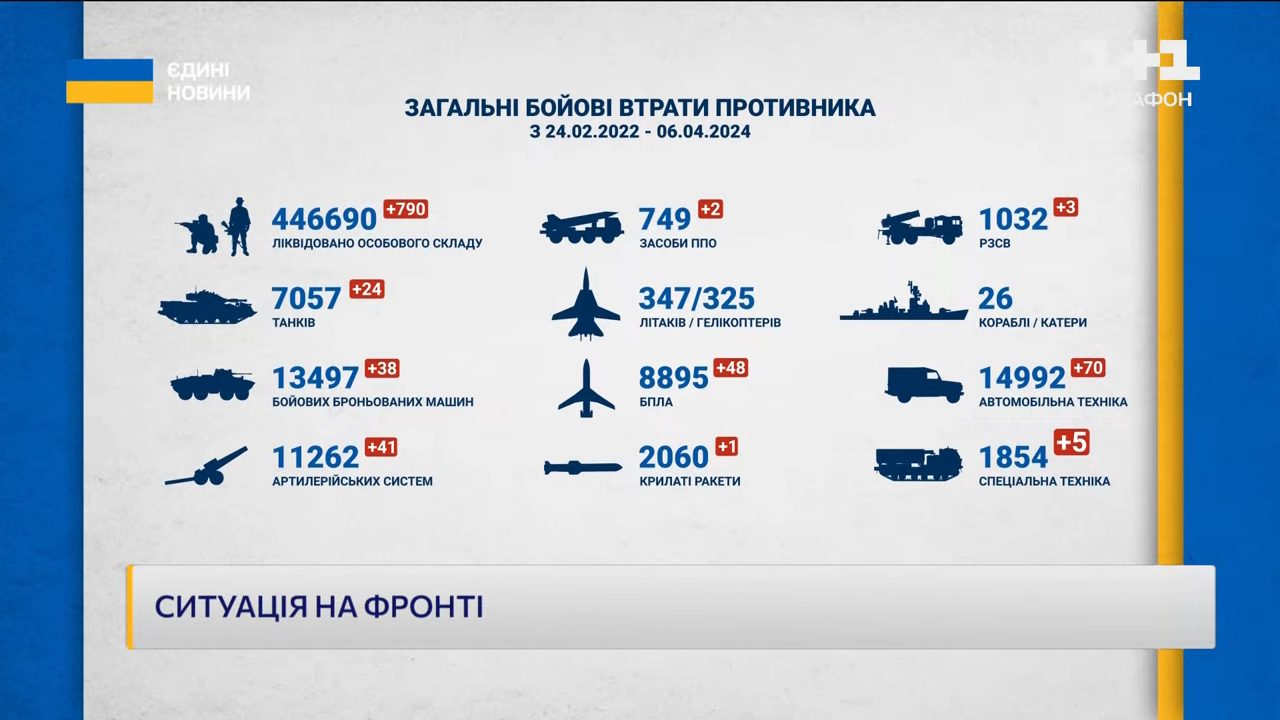 ЄДИНІ
НОВИНИ
1+1
ЗАГАЛЬНІ БОЙОВІ ВТРАТИ ПРОТИВНИКА
З 24.02.2022 - 06.04.2024
446690 +790
ЛІКВІДОВАНО ОСОБОВОГО СКЛАДУ
749 +2
ЗАСОБИ ППО
1032 +3
РЗСВ
7057 +24
ТАНКІВ
347/325
ЛІТАКІВ / ГЕЛІКОПТЕРІВ
26
КОРАБЛІ / КАТЕРИ
13497 +38
БОЙОВИХ БРОНЬОВАНИХ МАШИН
8895 +48
БПЛА
14992 +70
АВТОМОБІЛЬНА ТЕХНІКА
11262 +41
АРТИЛЕРІЙСЬКИХ СИСТЕМ
2060 +1
КРИЛАТІ РАКЕТИ
1854 +5
СПЕЦІАЛЬНА ТЕХНІКА
СИТУАЦІЯ НА ФРОНТІ